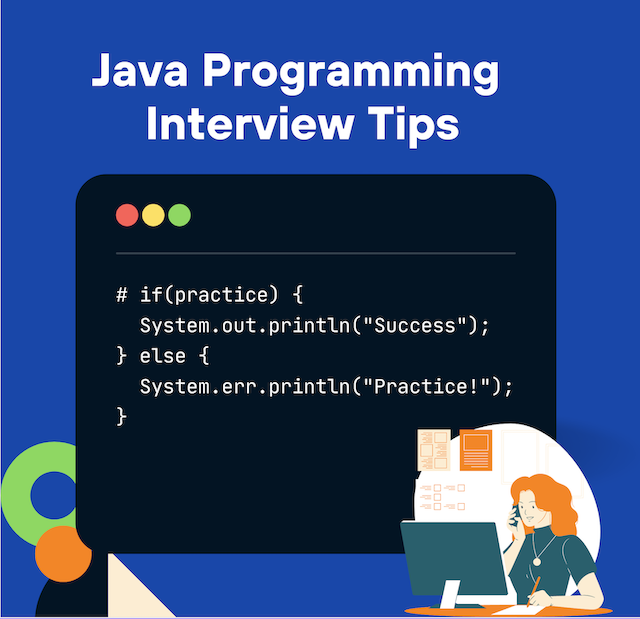 Java Programming
Interview Tips
# if(practice) {
  System.out.println("Success");
} else {
  System.err.println("Practice!");
}